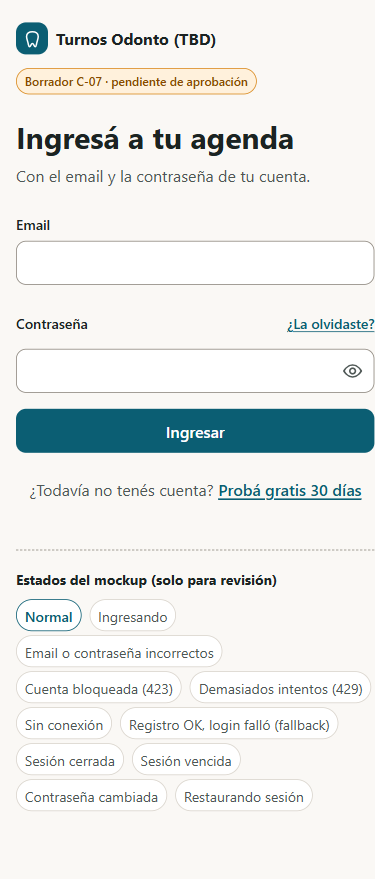 Turnos Odonto (TBD)
Borrador C-07 · pendiente de aprobación
Ingresá a tu agenda
Con el email y la contraseña de tu cuenta.
Email
Contraseña ¿La olvidaste?
Ingresar
¿Todavía no tenés cuenta? Probá gratis 30 días
Estados del mockup (solo para revisión)
Normal Ingresando
Email o contraseña incorrectos
Cuenta bloqueada (423) Demasiados intentos (429)
Sin conexión Registro OK, login falló (fallback)
Sesión cerrada Sesión vencida
Contraseña cambiada Restaurando sesión